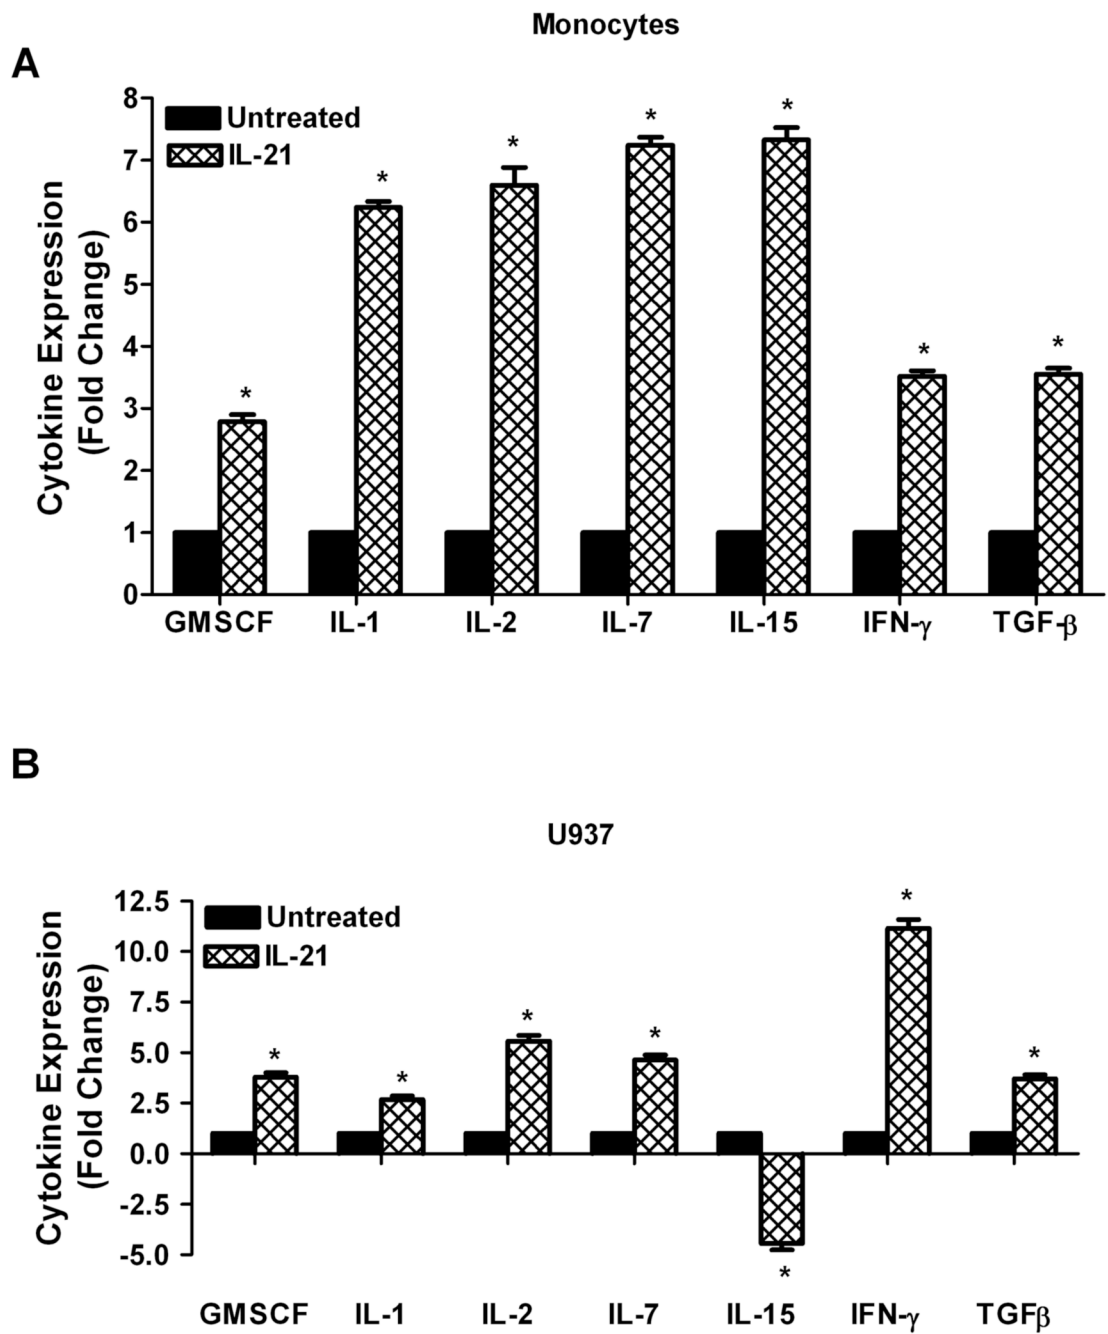 Monocytes
A
Cytokine Expression
(Fold Change)
8
7
6
5
4
3
2
1
0
Untreated
IL-21
*
*
*
*
*
*
*
GMSCF IL-1 IL-2 IL-7 IL-15 IFN-γ TGF-β
B
U937
Cytokine Expression
(Fold Change)
12.5
10.0
7.5
5.0
2.5
0.0
-2.5
-5.0
Untreated
IL-21
*
*
*
*
*
*
*
GMSCF IL-1 IL-2 IL-7 IL-15 IFN-γ TGFβ